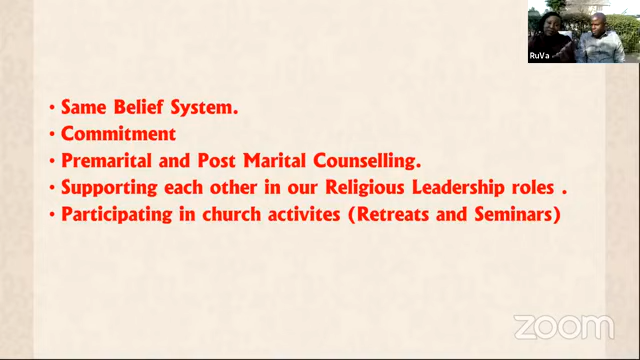 RuVa
• Same Belief System.
• Commitment
• Premarital and Post Marital Counselling.
• Supporting each other in our Religious Leadership roles .
• Participating in church activites (Retreats and Seminars)
zoom